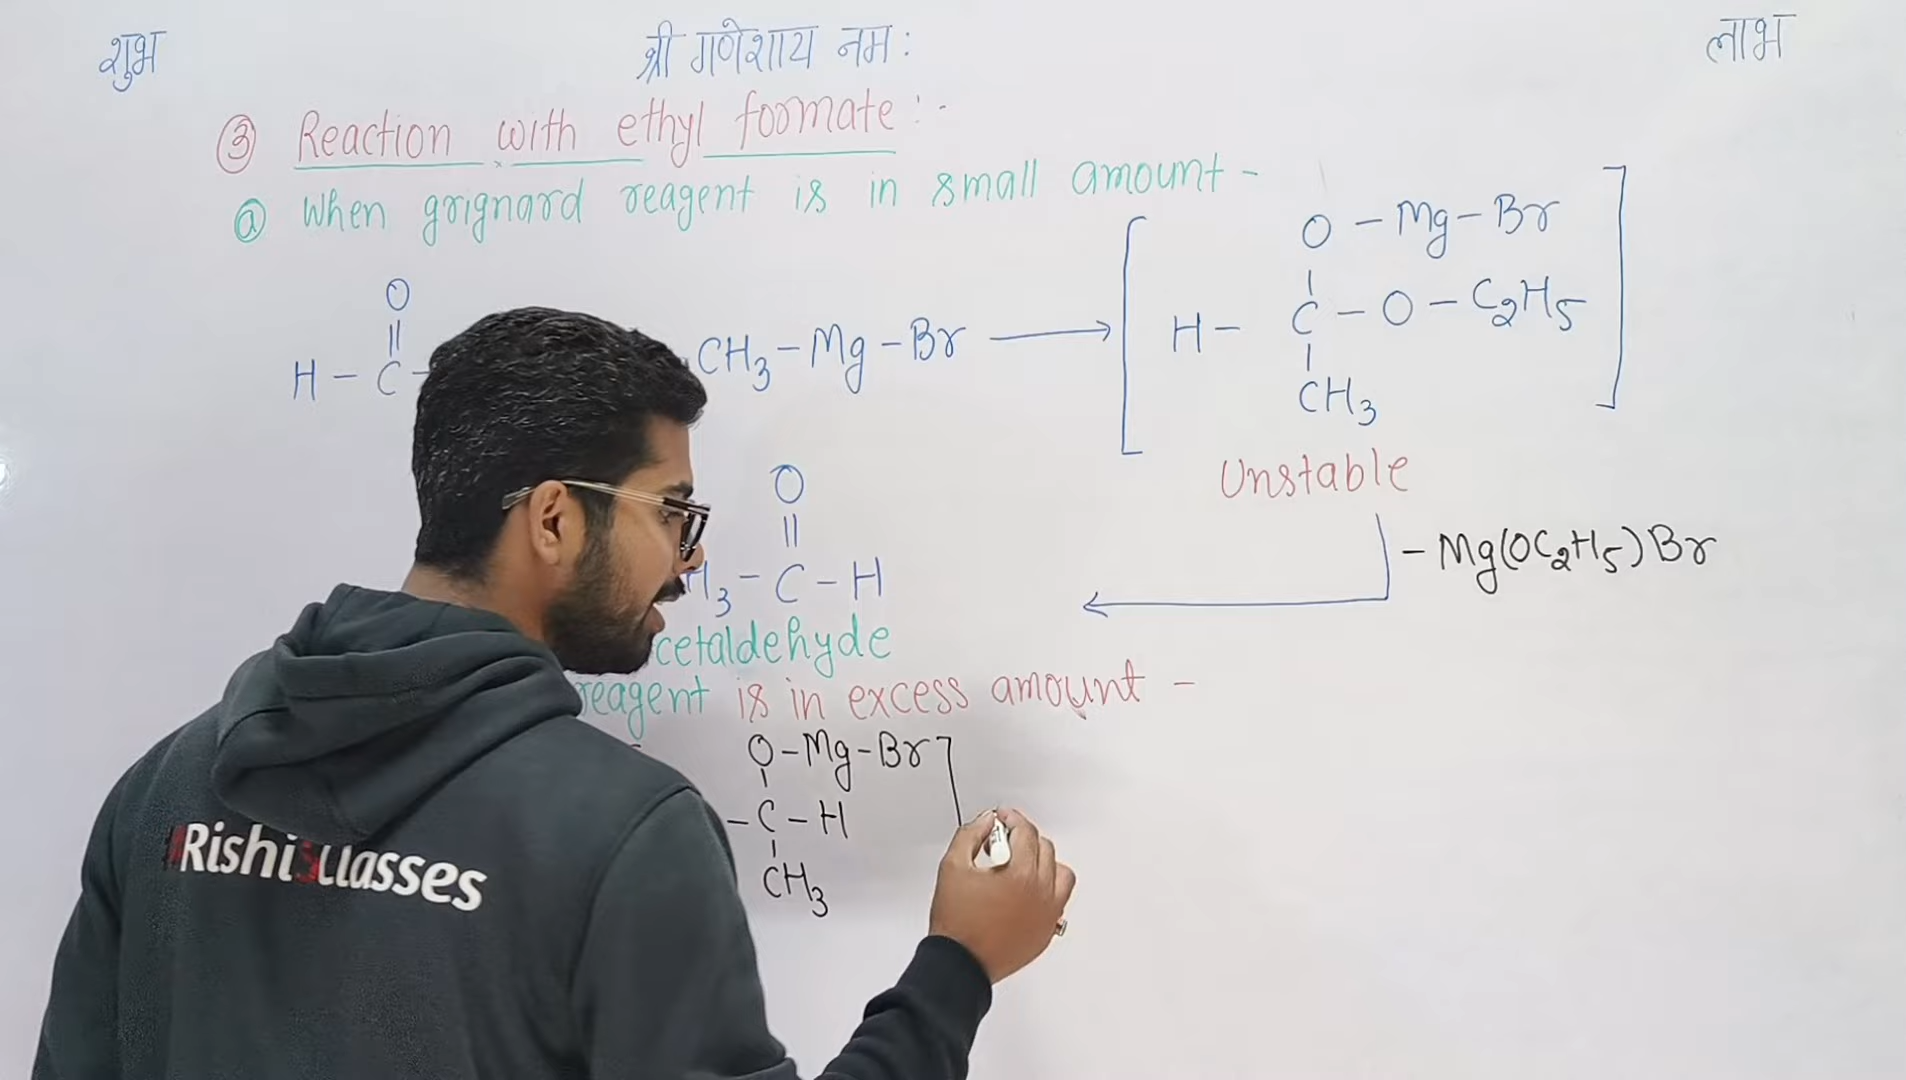 शुभ श्री गणेशाय नमः लाभ
③ Reaction with ethyl formate :-
ⓐ When grignard reagent is in small amount -
O
||
H - C -
CH3 - Mg - Br ⟶
O - Mg - Br
|
H - C - O - C2H5
|
CH3
Unstable
- Mg(OC2H5)Br
O
||
H3 - C - H
cetaldehyde
reagent is in excess amount -
O - Mg - Br
|
- C - H
|
CH3
#Rishi Classes